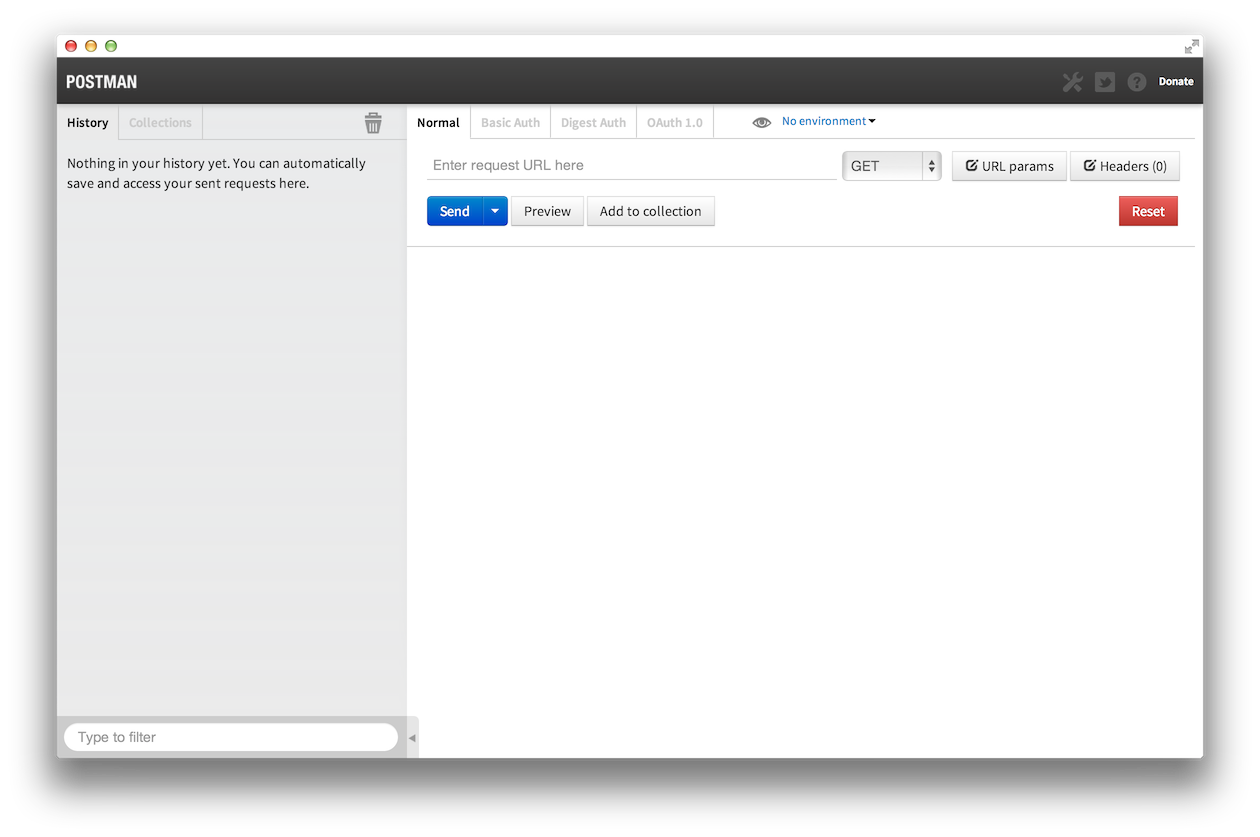 POSTMAN
Donate
History
Collections
Normal
Basic Auth
Digest Auth
OAuth 1.0
No environment
Nothing in your history yet. You can automatically
save and access your sent requests here.
Enter request URL here
GET
URL params
Headers (0)
Send
Preview
Add to collection
Reset
Type to filter